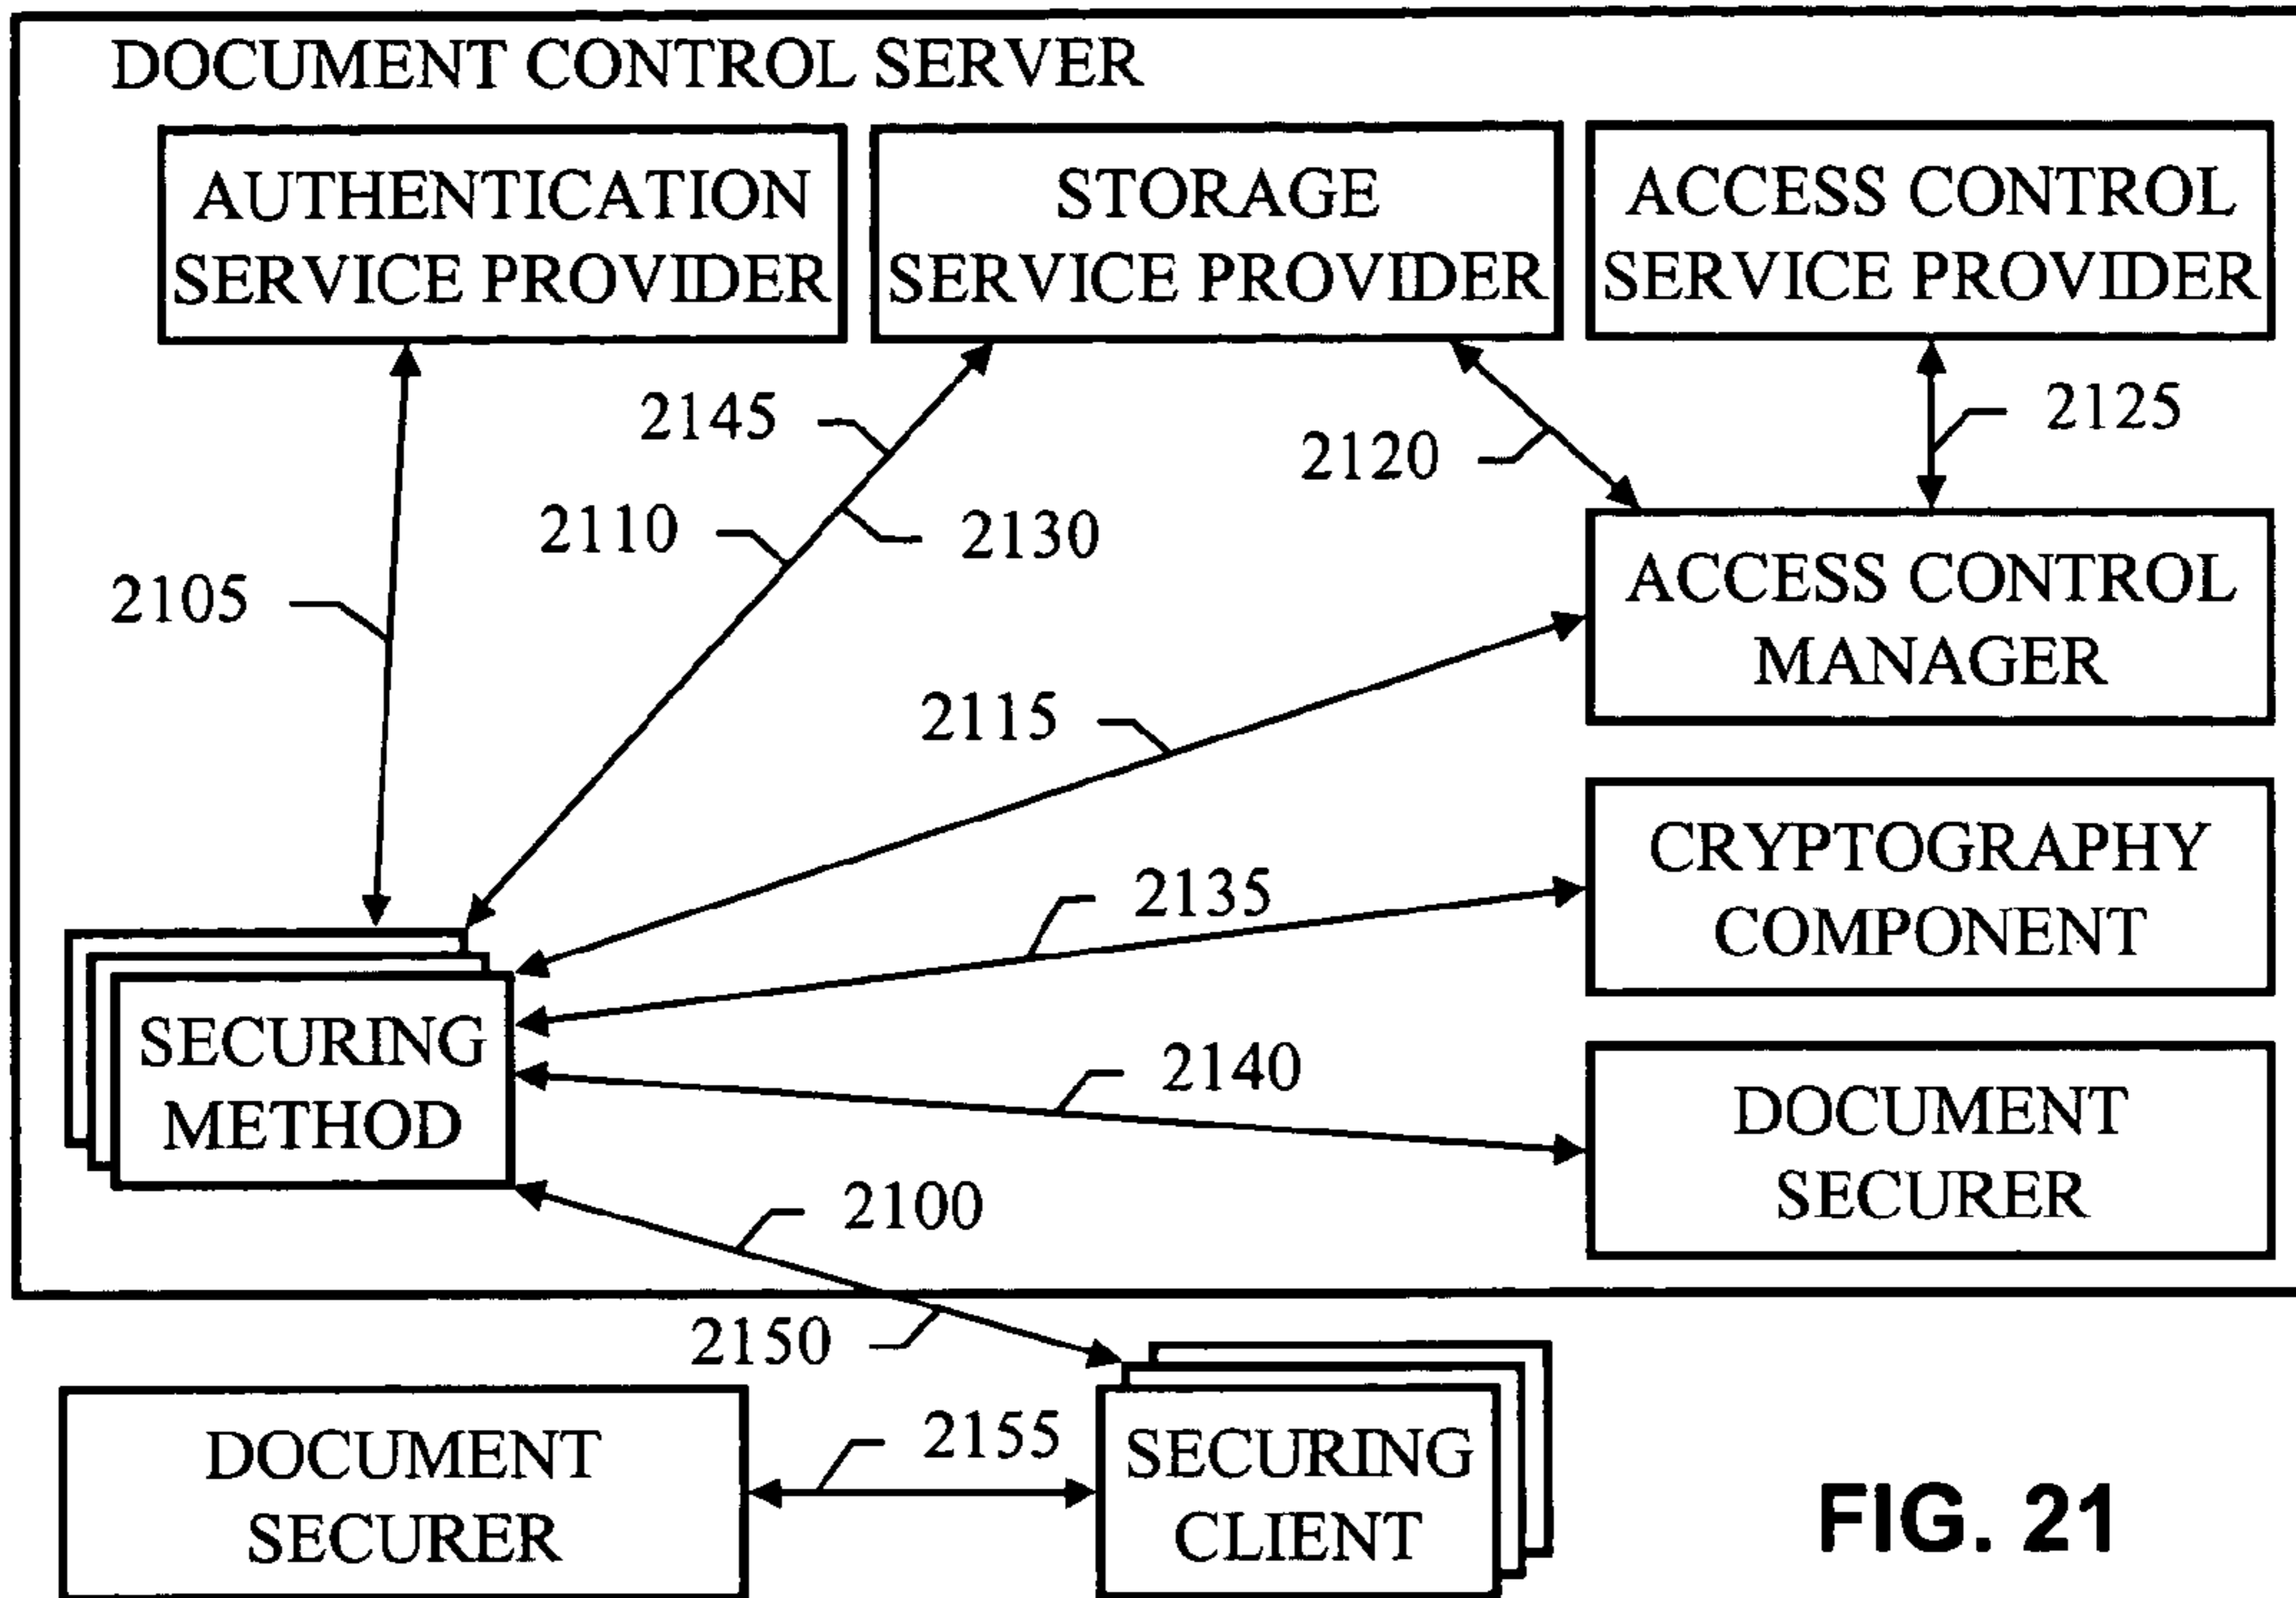 DOCUMENT CONTROL SERVER
AUTHENTICATION
SERVICE PROVIDER
STORAGE
SERVICE PROVIDER
ACCESS CONTROL
SERVICE PROVIDER
2145
2120
2125
2110
2130
2105
ACCESS CONTROL
MANAGER
2115
2135
CRYPTOGRAPHY
COMPONENT
SECURING
METHOD
2140
DOCUMENT
SECURER
2100
2150
DOCUMENT
SECURER
2155
SECURING
CLIENT
FIG. 21